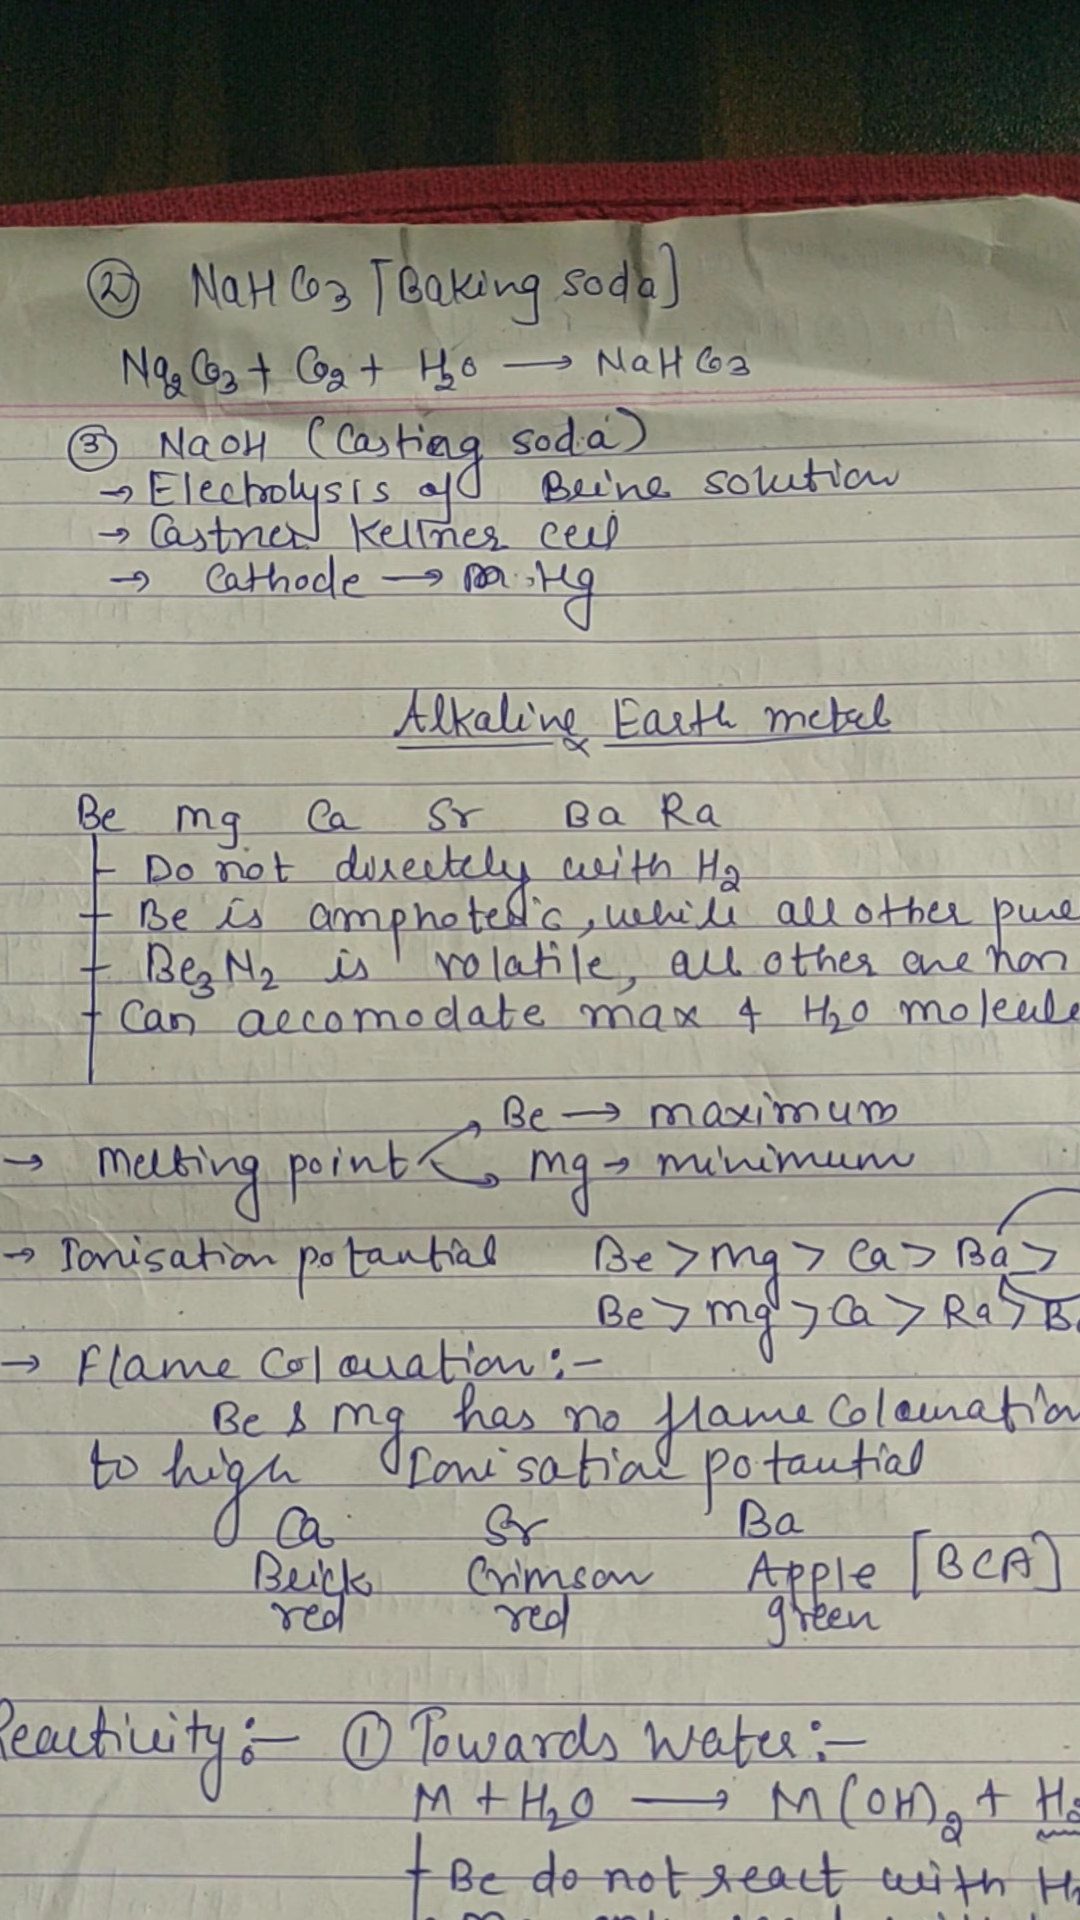 ② NaHCO3 [Baking soda]
Na2CO3 + CO2 + H2O → NaHCO3
③ NaOH (Casting soda)
→ Electrolysis of Brine solution
→ Castner Kellner cell
→ Cathode → Hg
Alkaline Earth metal
Be Mg Ca Sr Ba Ra
Do not directely with H2
Be is amphoteric, while all other pure
Be3N2 is volatile, all other are non
Can accomodate max 4 H2O molecule
Be → maximum
→ Melting point
Mg → minimum
→ Ionisation potantial Be > Mg > Ca > Ba >
Be > Mg > Ca > Ra >
→ Flame Colouration :-
Be & Mg has no flame Colouration
to high Ionisation potantial
Ca Sr Ba
Brick Crimson Apple [BCA]
red red green
Reactivity :- ① Towards Water :-
M + H2O → M(OH)2 + H2
Be do not react with H2